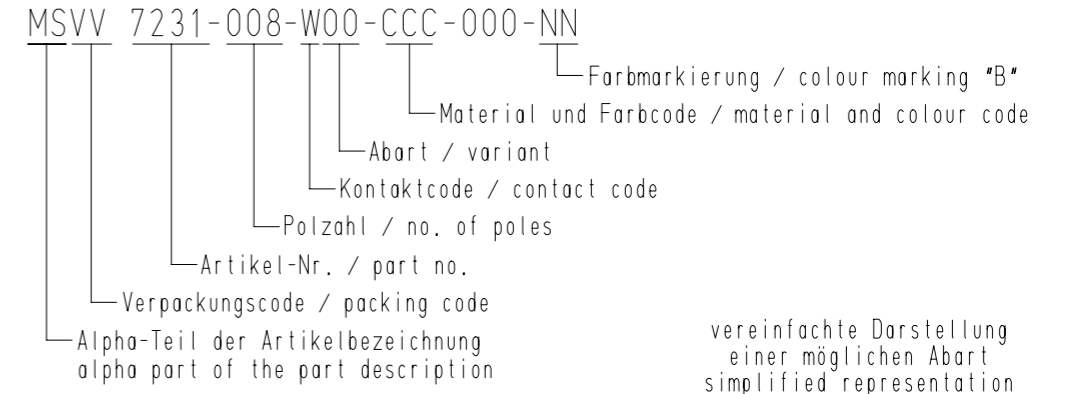 MSVV 7231-008-W00-CCC-000-NN
Farbmarkierung / colour marking "B"
Material und Farbcode / material and colour code
Abart / variant
Kontaktcode / contact code
Polzahl / no. of poles
Artikel-Nr. / part no.
Verpackungscode / packing code
Alpha-Teil der Artikelbezeichnung
alpha part of the part description
vereinfachte Darstellung
einer möglichen Abart
simplified representation